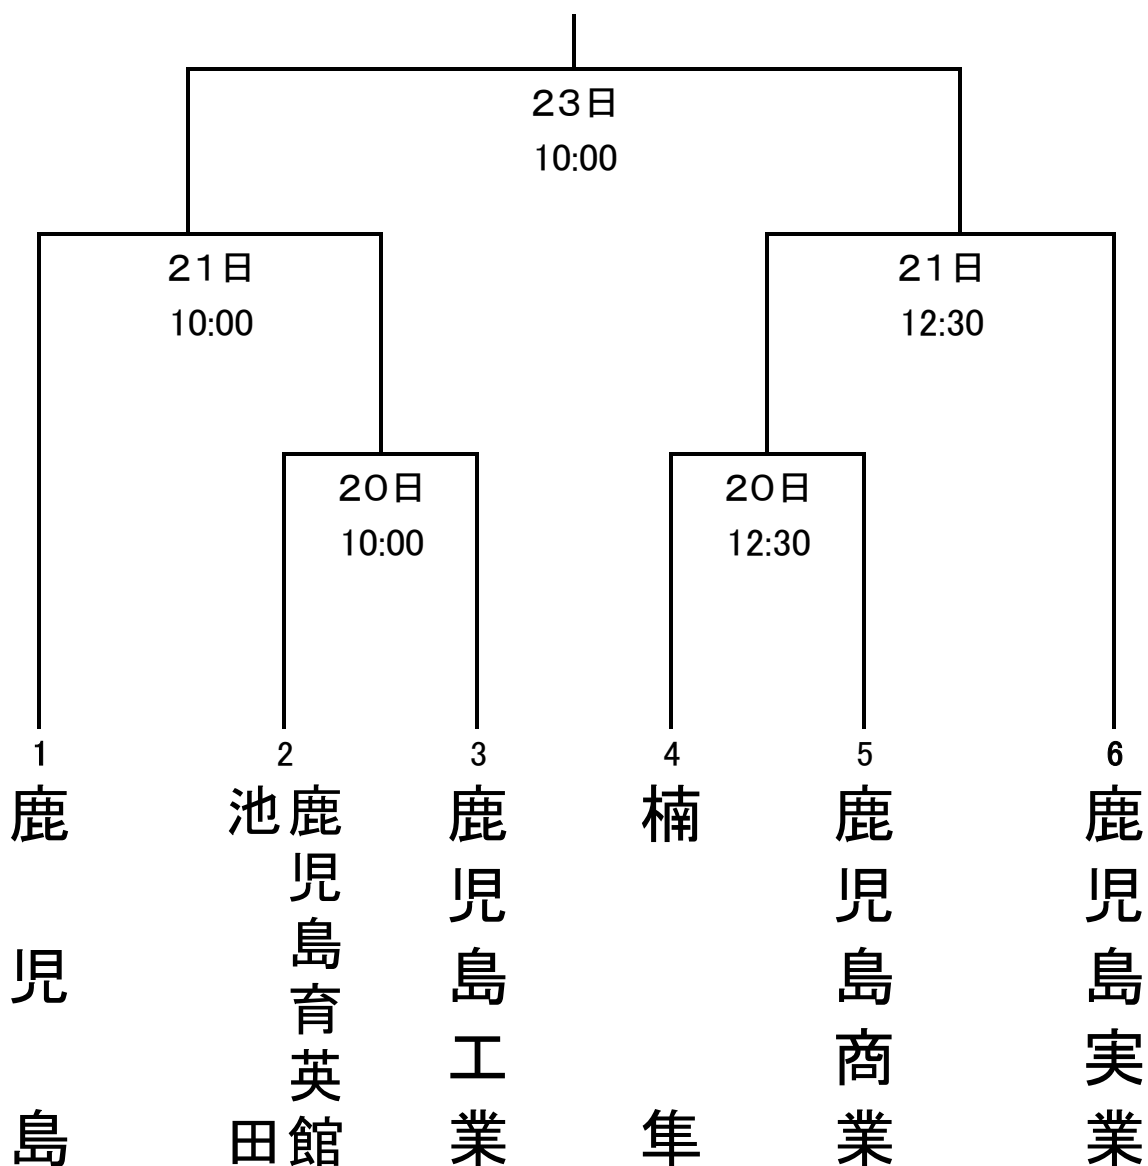 ２３日
10:00
２１日
10:00
２１日
12:30
２０日
10:00
２０日
12:30
1
2
3
4
5
6
鹿児島
鹿児島育英館
池田
鹿児島工業
楠隼
鹿児島商業
鹿児島実業